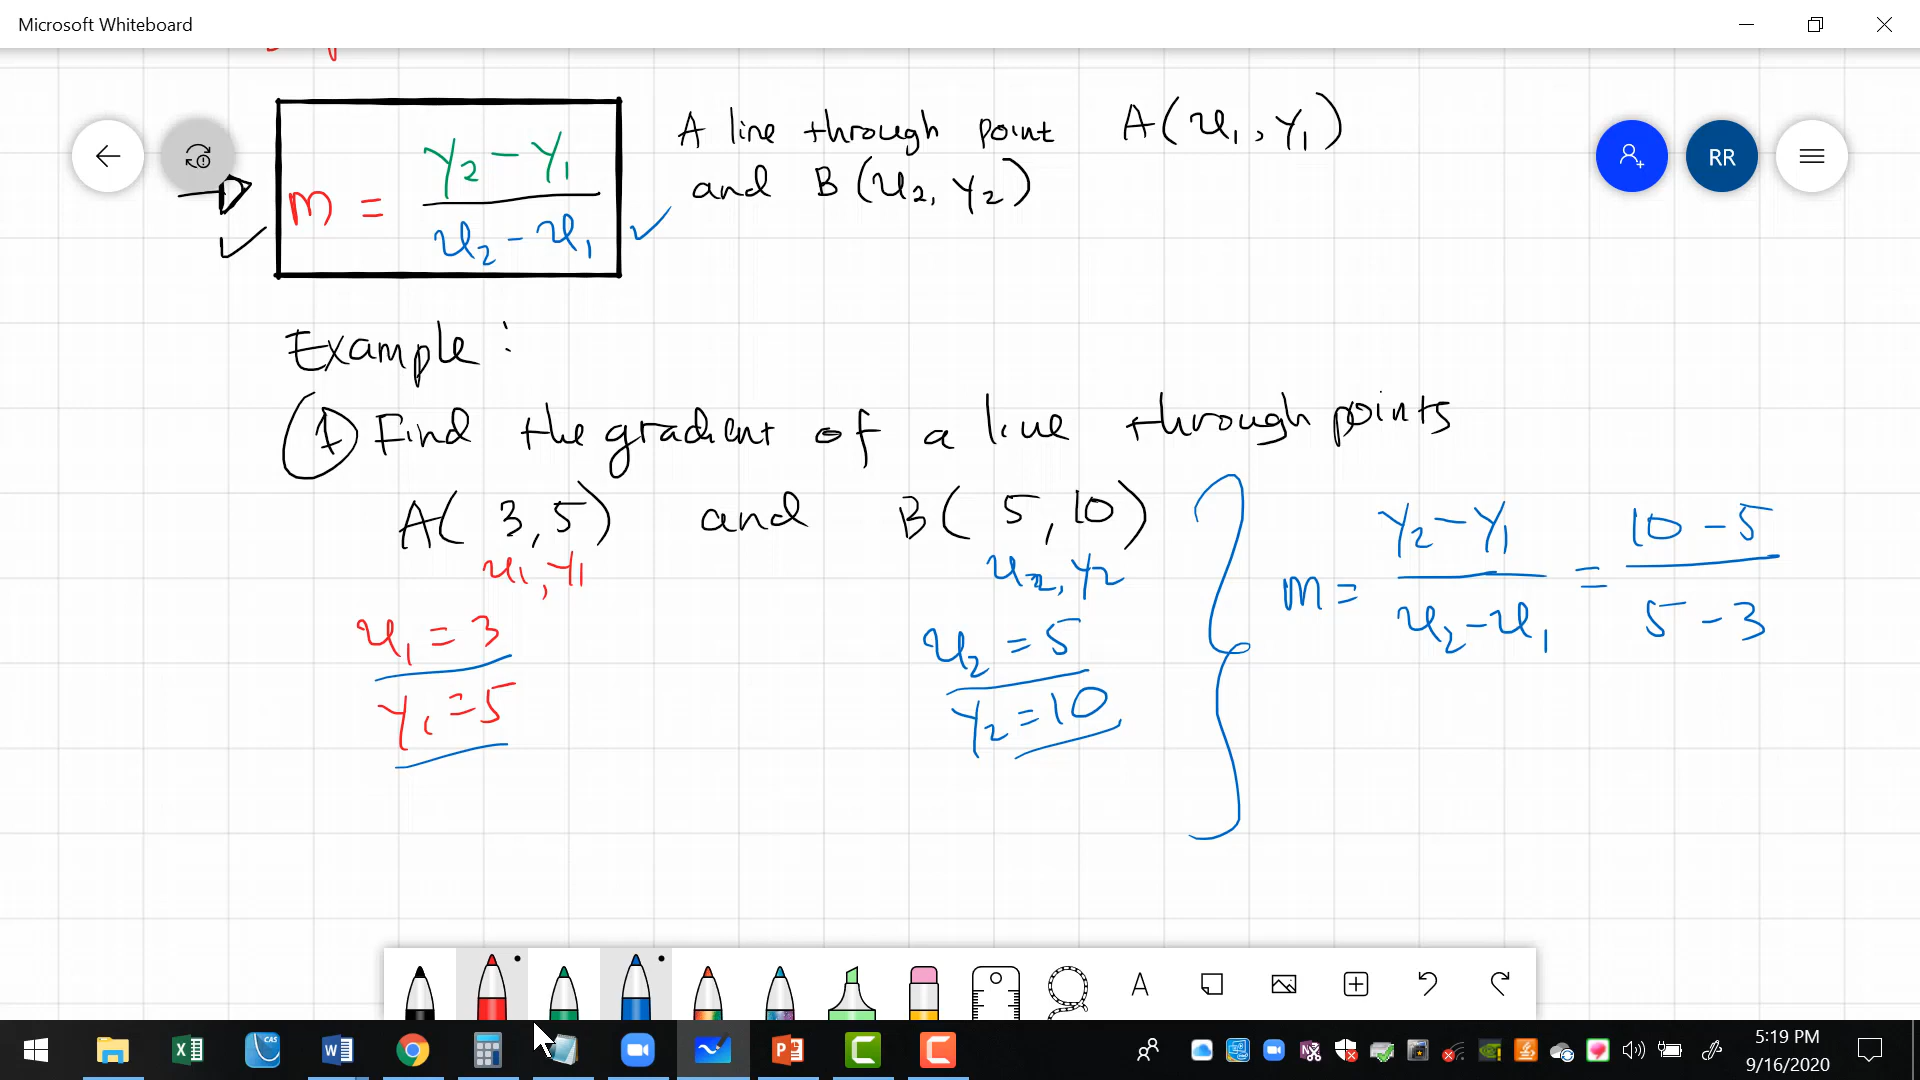 Microsoft Whiteboard
m = y₂ - y₁ / x₂ - x₁
A line through point A(x₁, y₁)
and B(x₂, y₂)
RR
Example :
① Find the gradient of a line through points
A( 3, 5) and B( 5, 10)
x₁, y₁ x₂, y₂
x₁ = 3 x₂ = 5
y₁ = 5 y₂ = 10
m = y₂ - y₁ / x₂ - x₁ = 10 - 5 / 5 - 3
A
CAS
5:19 PM
9/16/2020